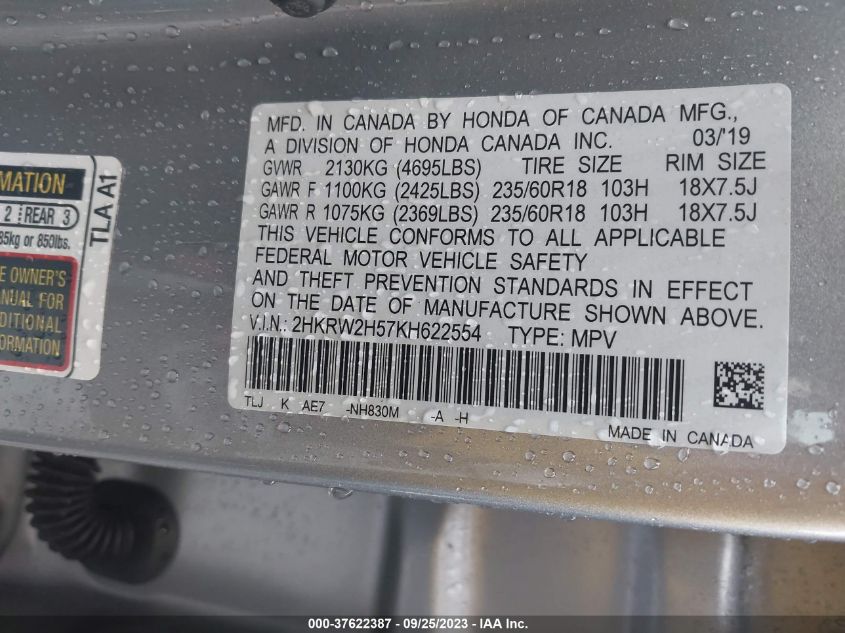 MFD. IN CANADA BY HONDA OF CANADA MFG.,
A DIVISION OF HONDA CANADA INC. 03/'19
GVWR 2130KG (4695LBS) TIRE SIZE RIM SIZE
GAWR F 1100KG (2425LBS) 235/60R18 103H 18X7.5J
GAWR R 1075KG (2369LBS) 235/60R18 103H 18X7.5J
THIS VEHICLE CONFORMS TO ALL APPLICABLE
FEDERAL MOTOR VEHICLE SAFETY
AND THEFT PREVENTION STANDARDS IN EFFECT
ON THE DATE OF MANUFACTURE SHOWN ABOVE.
V.I.N.: 2HKRW2H57KH622554 TYPE: MPV
TLJ K AE7 -NH830M -A -H
MADE IN CANADA
MATION
2 REAR 3
85kg or 850lbs.
E OWNER'S
ANUAL FOR
DDITIONAL
FORMATION
TLA A1
000-37622387 - 09/25/2023 - IAA Inc.